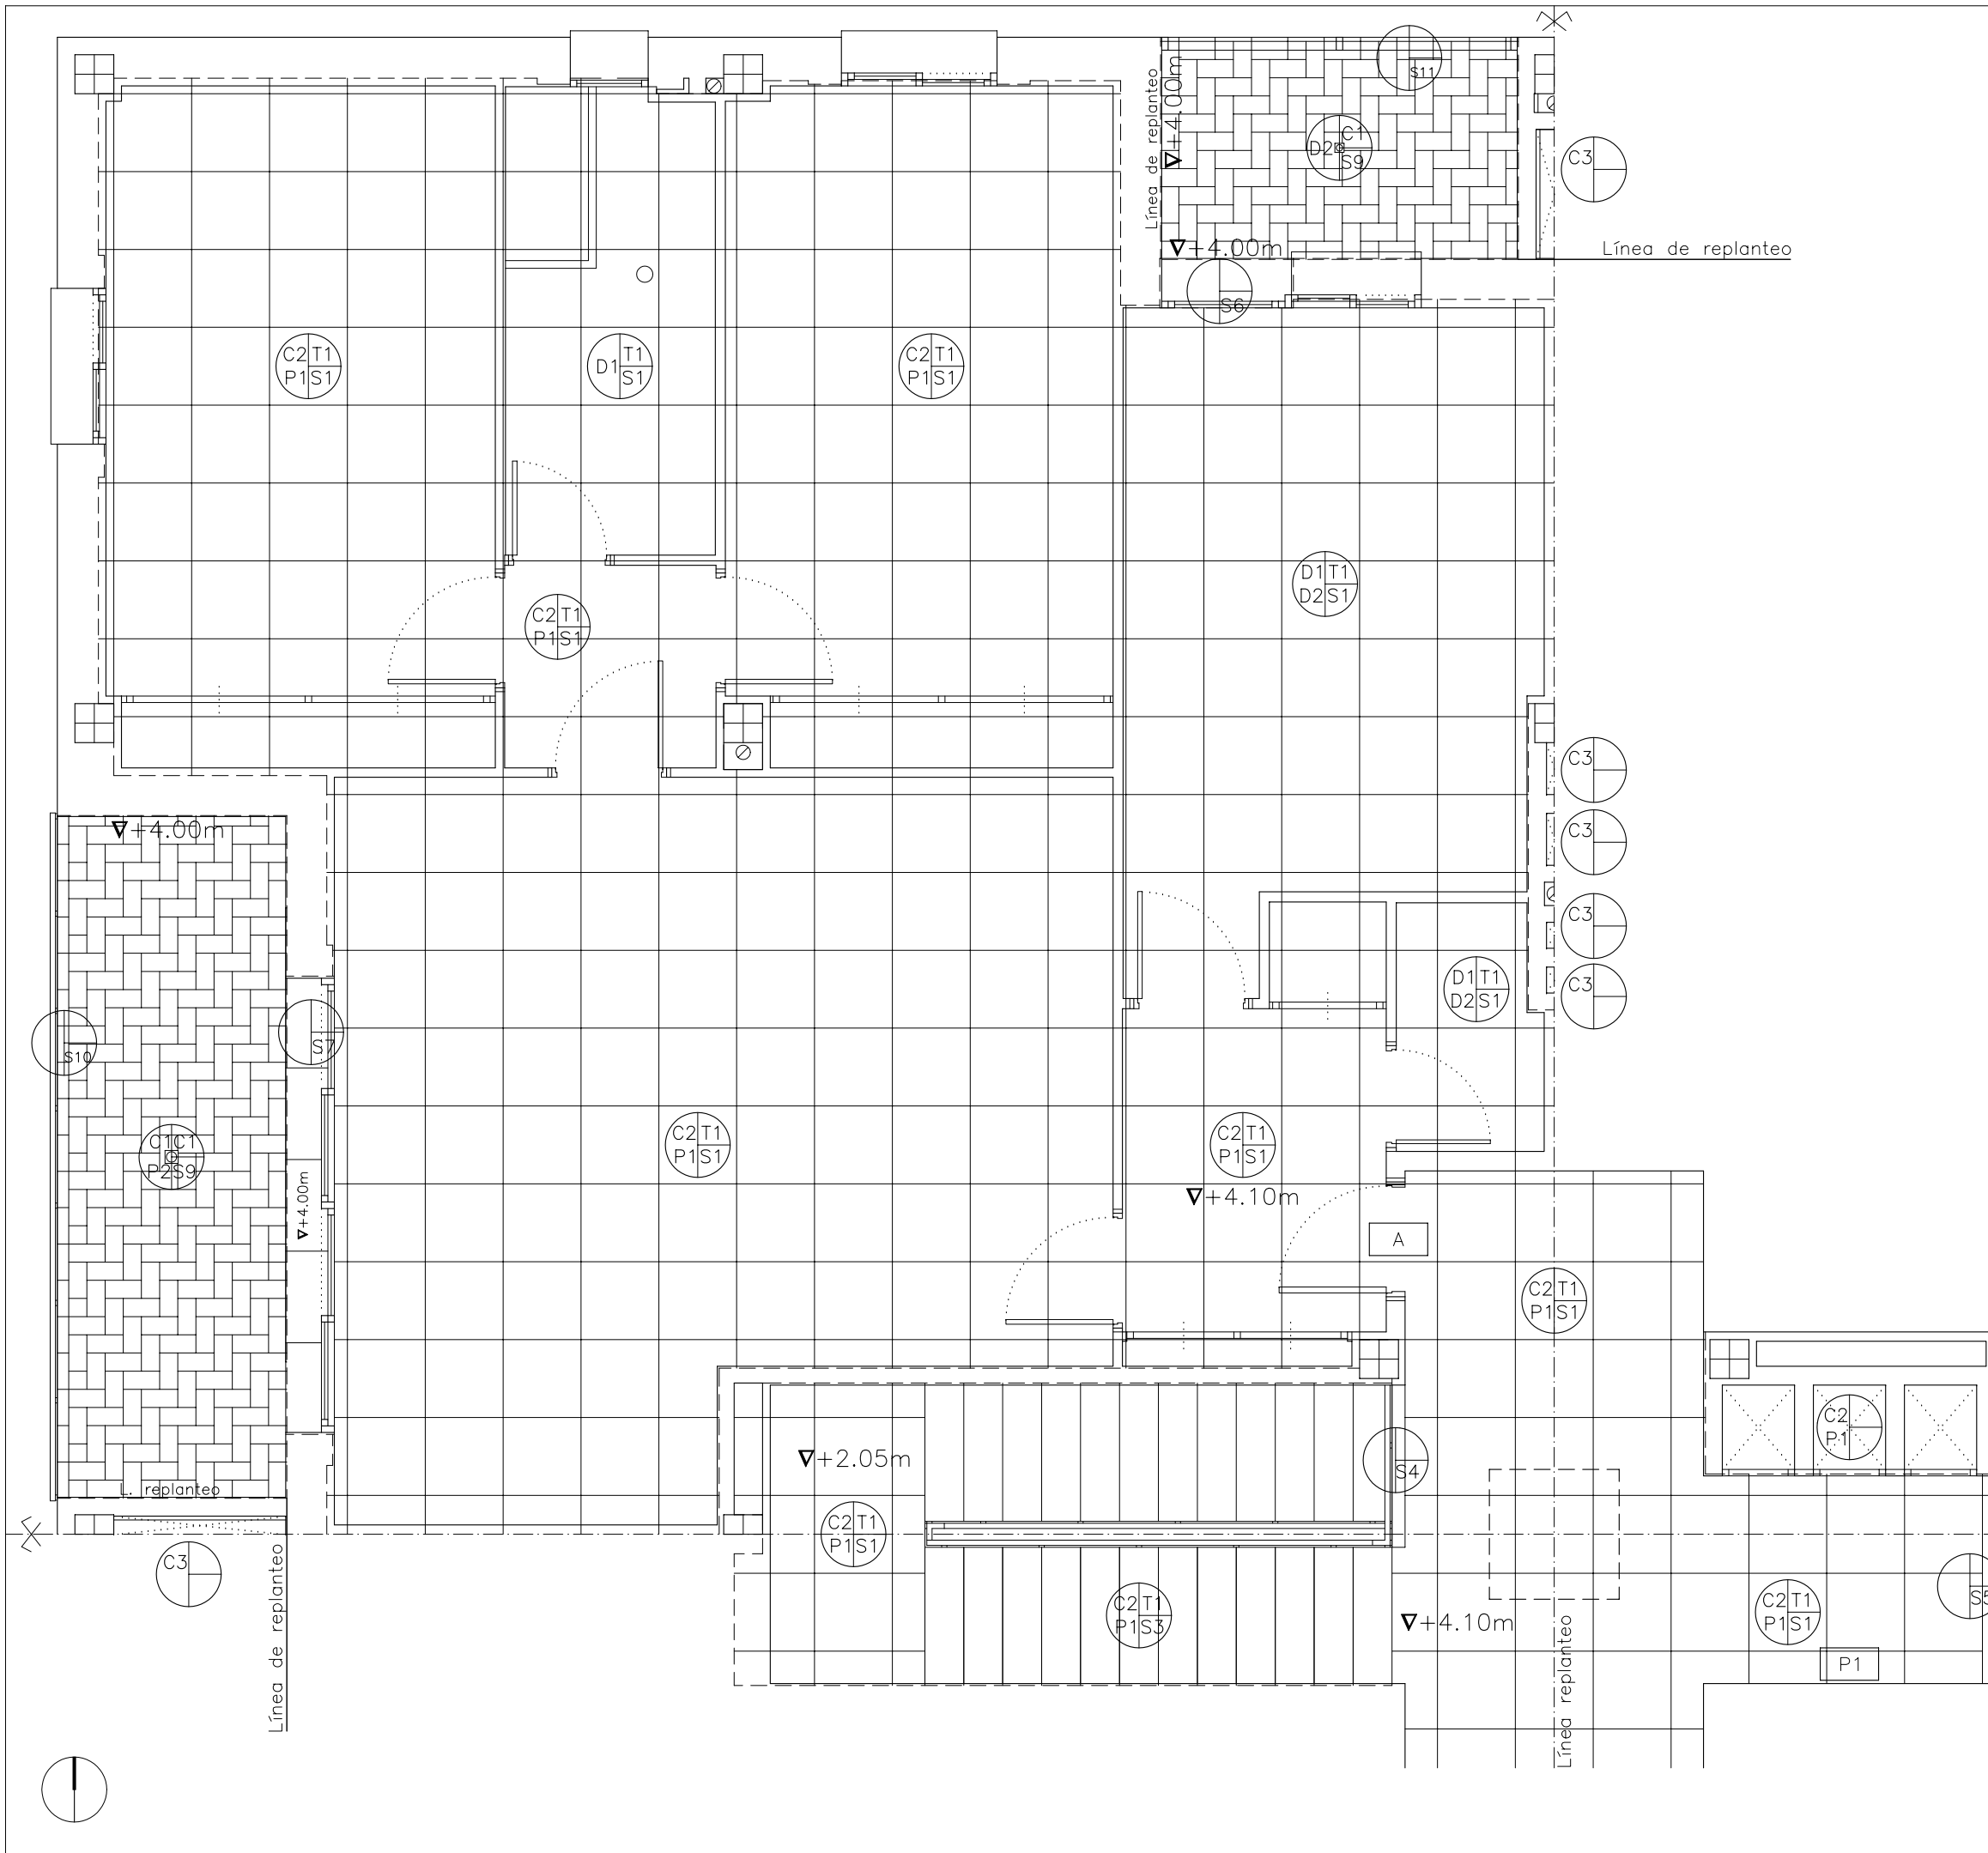 S11
Línea de replanteo
+4.00m
C1
D2 S9
C3
+4.00m
Línea de replanteo
S6
C2 T1
P1 S1
T1
D1 S1
C2 T1
P1 S1
D1 T1
D2 S1
C2 T1
P1 S1
C3
+4.00m
C3
C3
D1 T1
D2 S1
C3
S7
S10
C1 C1
P2 S9
+4.00m
C2 T1
P1 S1
C2 T1
P1 S1
+4.10m
A
C2 T1
P1 S1
C2
P1
+2.05m
S4
L. replanteo
C2 T1
P1 S1
C3
Línea de replanteo
C2 T1
P1 S3
+4.10m
Línea replanteo
C2 T1
P1 S1
S5
P1